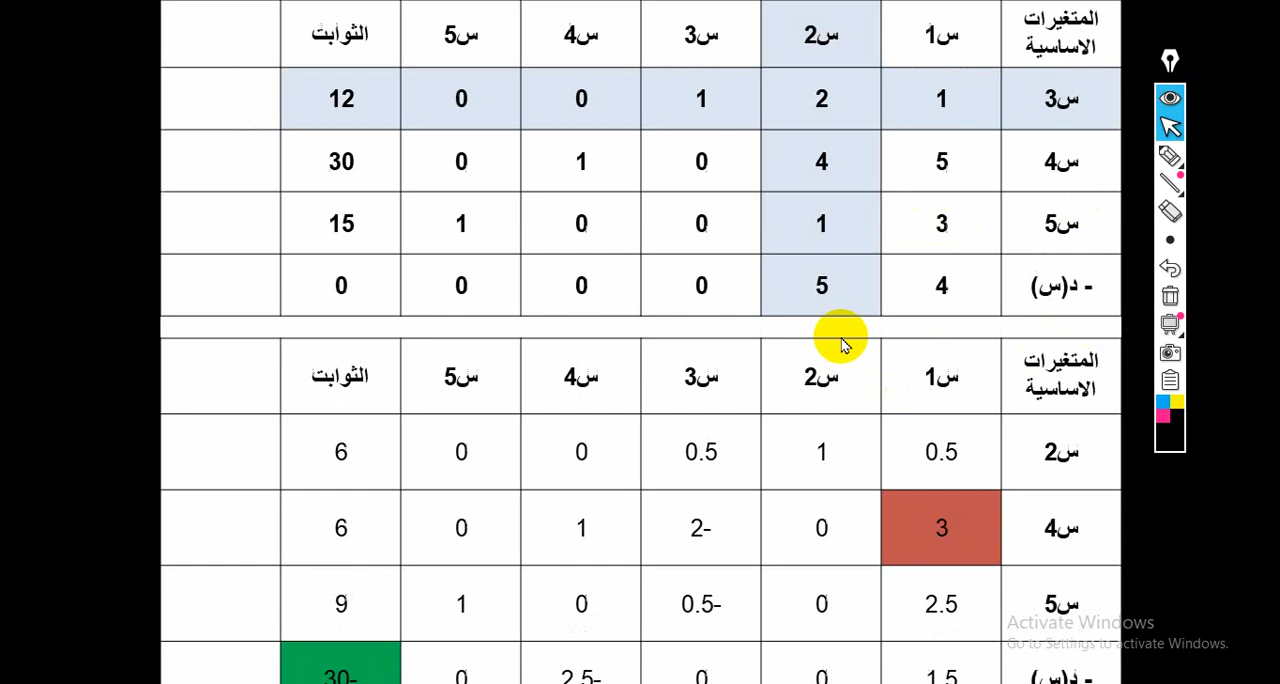 المتغيرات الاساسية س1 س2 س3 س4 س5 الثوابت
س3 1 2 1 0 0 12
س4 5 4 0 1 0 30
س5 3 1 0 0 1 15
- د(س) 4 5 0 0 0 0
المتغيرات الاساسية س1 س2 س3 س4 س5 الثوابت
س2 0.5 1 0.5 0 0 6
س4 3 0 2- 1 0 6
س5 2.5 0 0.5- 0 1 9
- د(س) 1.5 0 0 2.5- 0 30-
Activate Windows
Go to Settings to activate Windows.